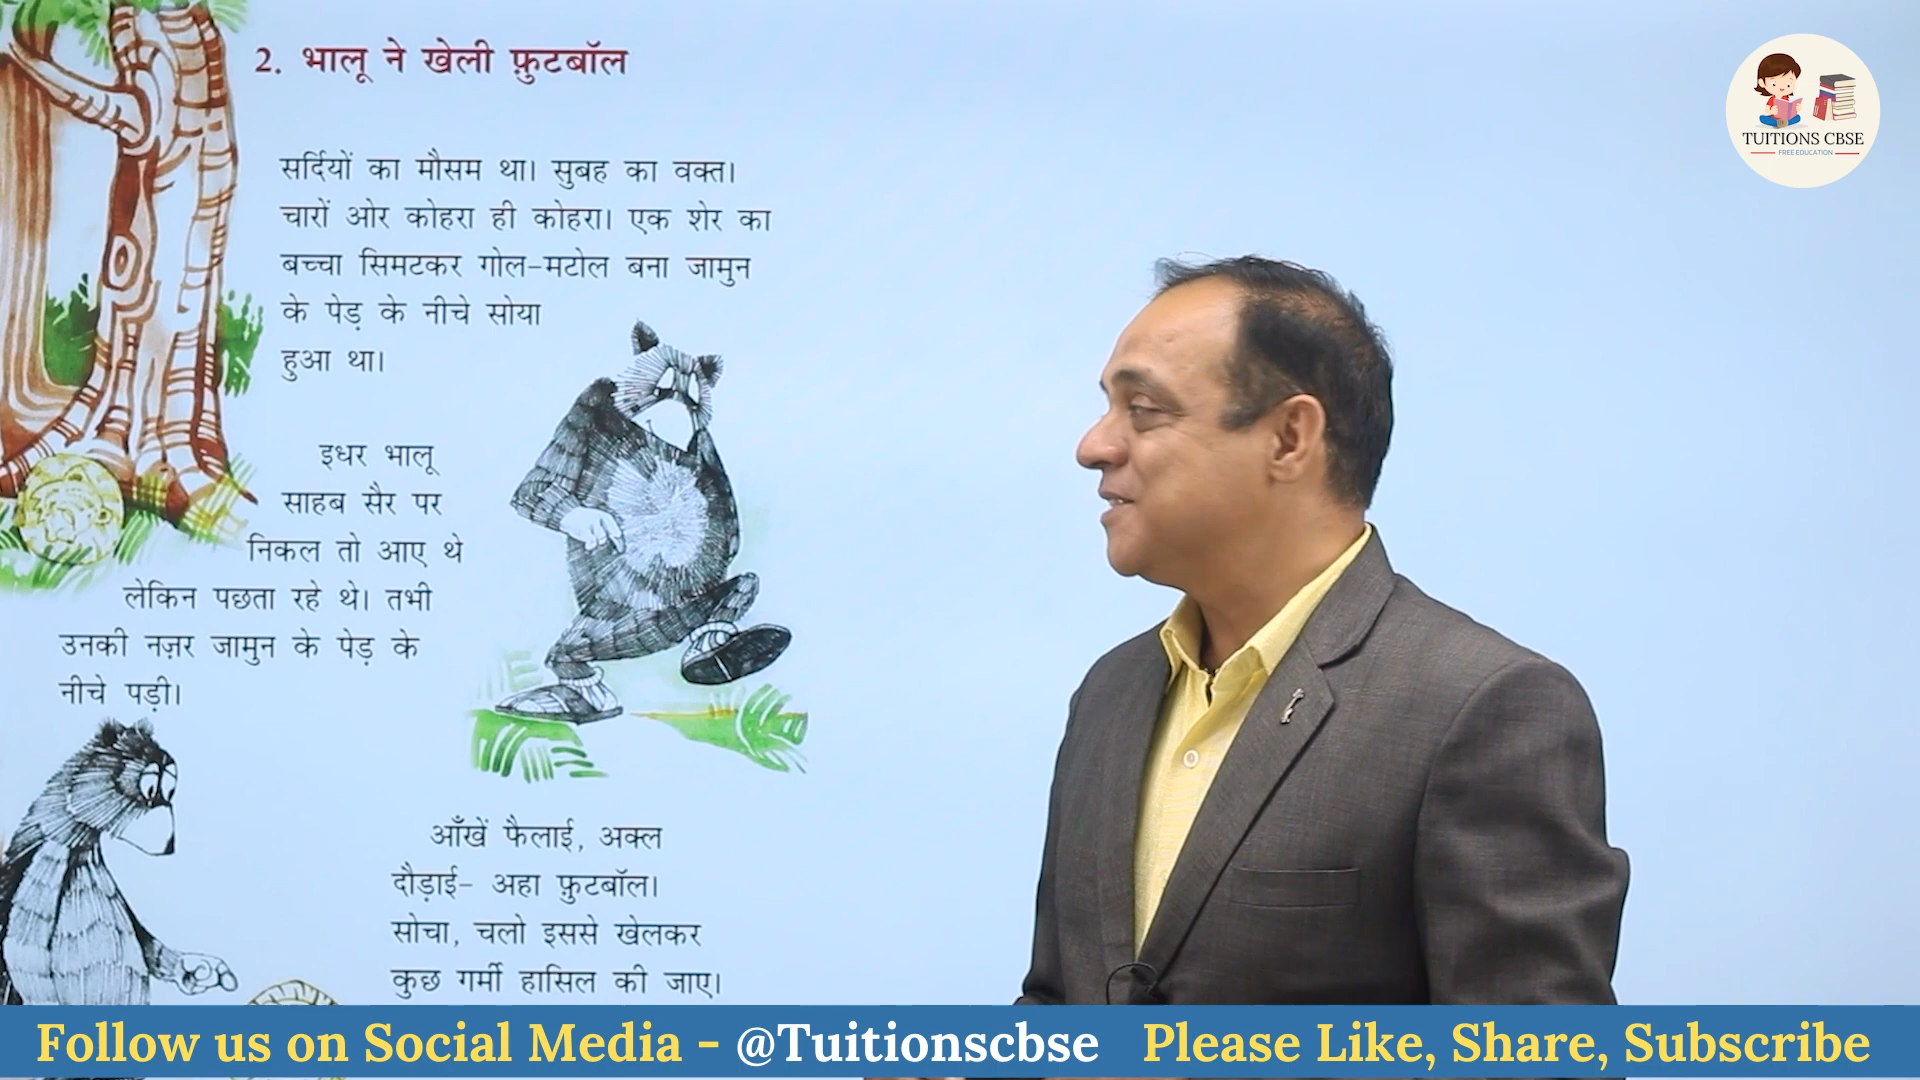 2. भालू ने खेली फ़ुटबॉल
सर्दियों का मौसम था। सुबह का वक्त।
चारों ओर कोहरा ही कोहरा। एक शेर का
बच्चा सिमटकर गोल-मटोल बना जामुन
के पेड़ के नीचे सोया
हुआ था।
इधर भालू
साहब सैर पर
निकल तो आए थे
लेकिन पछता रहे थे। तभी
उनकी नज़र जामुन के पेड़ के
नीचे पड़ी।
आँखें फैलाई, अक्ल
दौड़ाई- अहा फ़ुटबॉल।
सोचा, चलो इससे खेलकर
कुछ गर्मी हासिल की जाए।
TUITIONS CBSE
FREE EDUCATION
Follow us on Social Media - @Tuitionscbse Please Like, Share, Subscribe